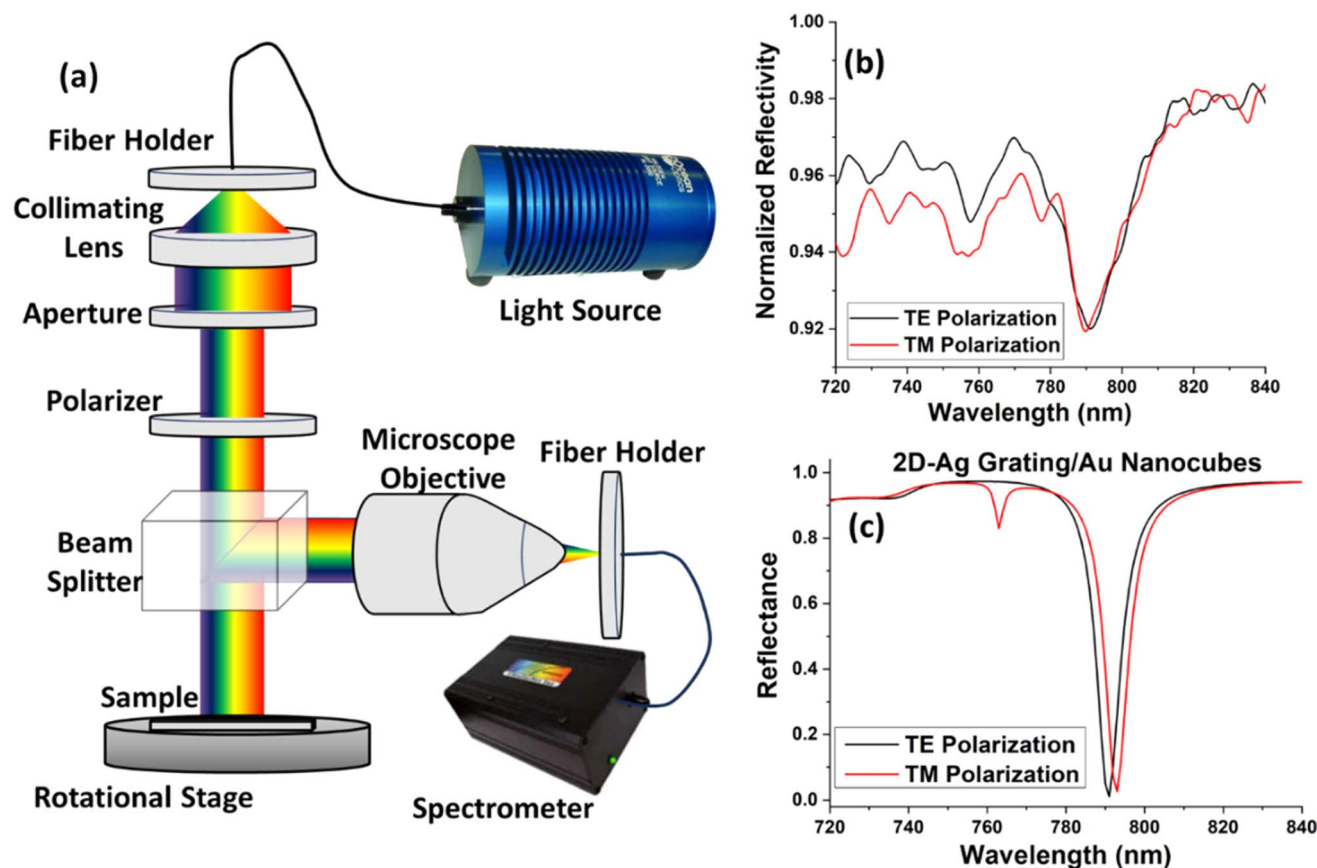 (a)
Fiber Holder
Collimating
Lens
Aperture
Polarizer
Beam
Splitter
Sample
Rotational Stage
Light Source
Microscope
Objective
Fiber Holder
Spectrometer
Ocean
Optics
(b)
Normalized Reflectivity
1.00
0.98
0.96
0.94
0.92
TE Polarization
TM Polarization
720 740 760 780 800 820 840
Wavelength (nm)
2D-Ag Grating/Au Nanocubes
(c)
Reflectance
1.0
0.8
0.6
0.4
0.2
0.0
TE Polarization
TM Polarization
720 740 760 780 800 820 840
Wavelength (nm)